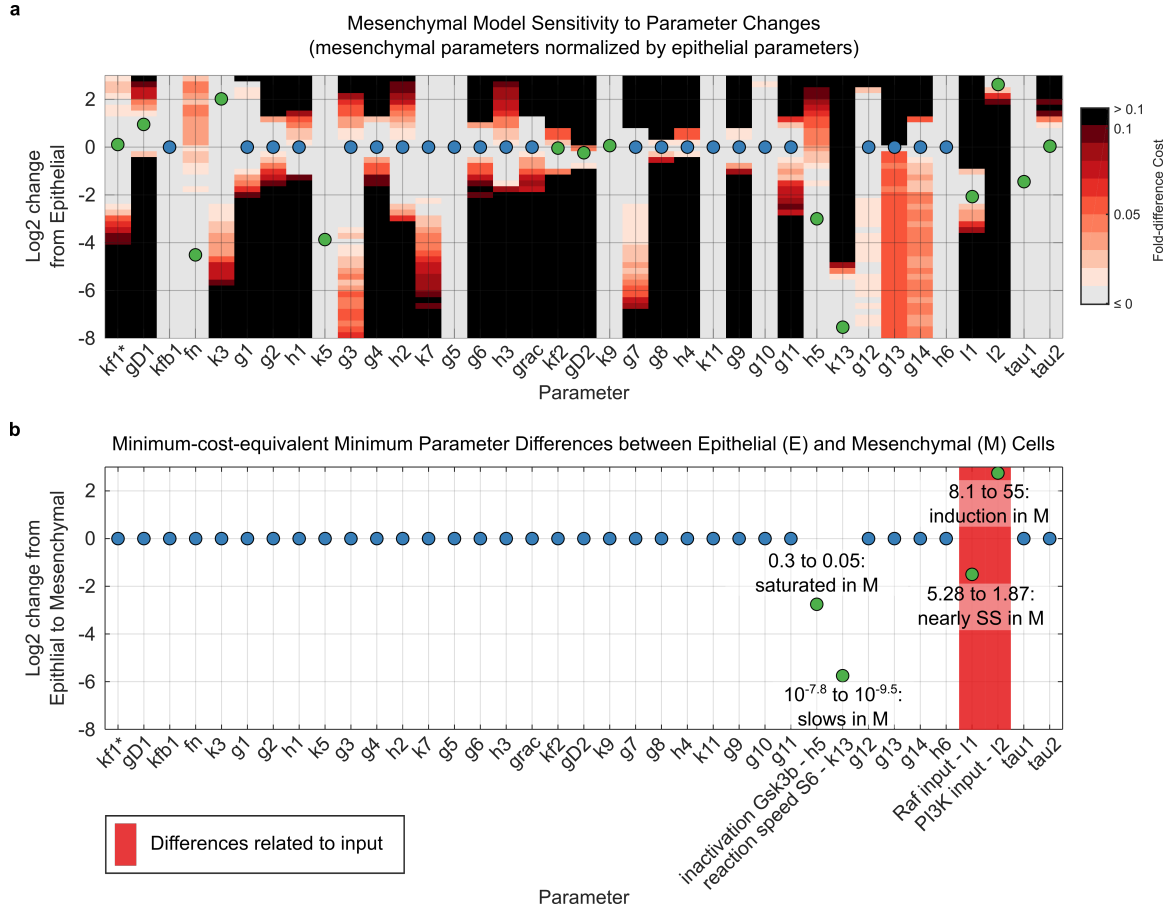 a
Mesenchymal Model Sensitivity to Parameter Changes
(mesenchymal parameters normalized by epithelial parameters)
Log2 change
from Epithelial
2
0
-2
-4
-6
-8
kf1*
gD1
kfb1
fn
k3
g1
g2
h1
k5
g3
g4
h2
k7
g5
g6
h3
grac
kf2
gD2
k9
g7
g8
h4
k11
g9
g10
g11
h5
k13
g12
g13
g14
h6
I1
I2
tau1
tau2
Parameter
> 0.1
0.1
0.05
≤ 0
Fold-difference Cost
b
Minimum-cost-equivalent Minimum Parameter Differences between Epithelial (E) and Mesenchymal (M) Cells
Log2 change from
Epithlial to Mesenchymal
2
0
-2
-4
-6
-8
8.1 to 55:
induction in M
0.3 to 0.05:
saturated in M
5.28 to 1.87:
nearly SS in M
10-7.8 to 10-9.5:
slows in M
kf1*
gD1
kfb1
fn
k3
g1
g2
h1
k5
g3
g4
h2
k7
g5
g6
h3
grac
kf2
gD2
k9
g7
g8
h4
k11
g9
g10
g11
inactivation Gsk3b - h5
reaction speed S6 - k13
g12
g13
g14
h6
Raf input - I1
PI3K input - I2
tau1
tau2
Differences related to input
Parameter